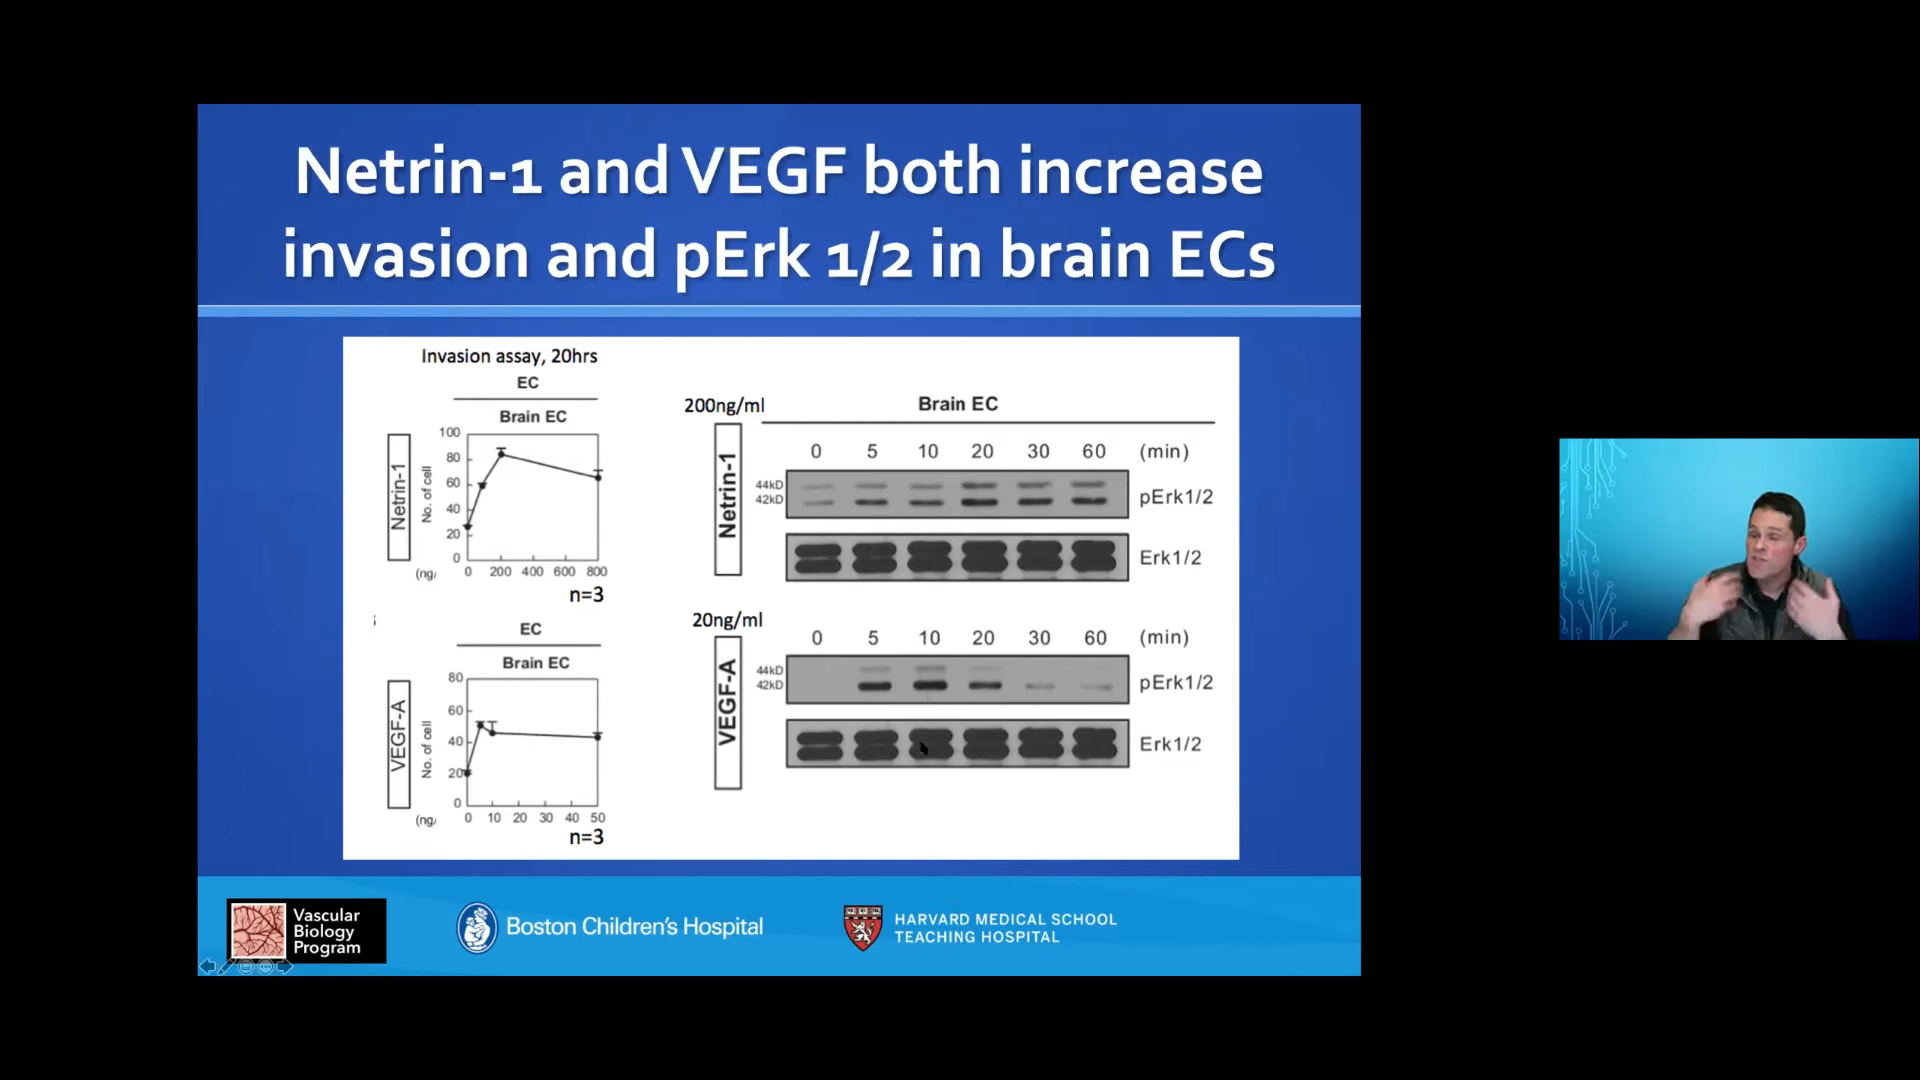 Netrin-1 and VEGF both increase
invasion and pErk 1/2 in brain ECs
Invasion assay, 20hrs
EC
Brain EC
Netrin-1
No. of cell
100
80
60
40
20
0
(ng/
0 200 400 600 800
n=3
EC
Brain EC
VEGF-A
No. of cell
80
60
40
20
0
(ng/
0 10 20 30 40 50
n=3
200ng/ml
Brain EC
Netrin-1
0 5 10 20 30 60 (min)
44kD
42kD
pErk1/2
Erk1/2
20ng/ml
VEGF-A
0 5 10 20 30 60 (min)
44kD
42kD
pErk1/2
Erk1/2
Vascular
Biology
Program
Boston Children's Hospital
HARVARD MEDICAL SCHOOL
TEACHING HOSPITAL